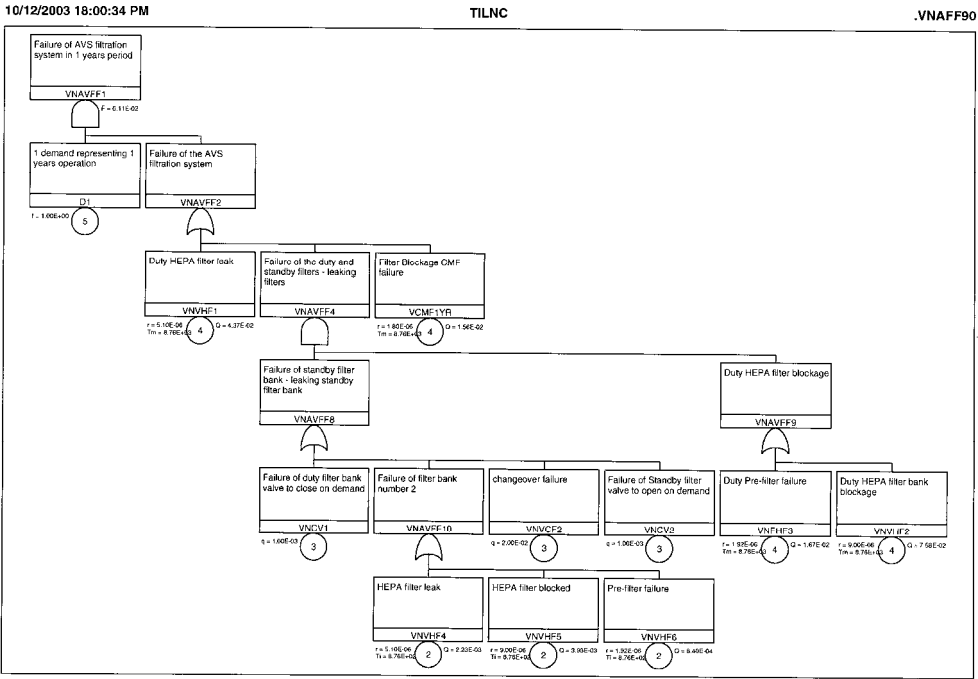 10/12/2003 18:00:34 PM
TILNC
.VNAFF90
Failure of AVS filtration
system in 1 years period
VNAVFF1
F = 6.11E-02
1 demand representing 1
years operation
D1
f = 1.00E+00
5
Failure of the AVS
filtration system
VNAVFF2
Duty HEPA filter leak
VNVHF1
r = 5.10E-06
Tm = 8.76E+03
4
Q = 4.37E-02
Failure of the duty and
standby filters - leaking
filters
VNAVFF4
Filter Blockage CMF
failure
VCMF1YR
r = 1.80E-06
Tm = 8.76E+03
4
Q = 1.56E-02
Failure of standby filter
bank - leaking standby
filter bank
VNAVFF8
Duty HEPA filter blockage
VNAVFF9
Failure of duty filter bank
valve to close on demand
VNCV1
q = 1.00E-03
3
Failure of filter bank
number 2
VNAVFF10
changeover failure
VNVCF2
q = 2.00E-02
3
Failure of Standby filter
valve to open on demand
VNCV2
q = 1.00E-03
3
Duty Pre-filter failure
VNFHF3
r = 1.92E-06
Tm = 8.76E+03
4
Q = 1.67E-02
Duty HEPA filter bank
blockage
VNVHF2
r = 9.00E-06
Tm = 8.76E+03
4
Q = 7.58E-02
HEPA filter leak
VNVHF4
r = 5.10E-06
Ti = 8.76E+02
2
Q = 2.23E-03
HEPA filter blocked
VNVHF5
r = 9.00E-06
Ti = 8.76E+02
2
Q = 3.93E-03
Pre-filter failure
VNVHF6
r = 1.92E-06
Ti = 8.76E+02
2
Q = 8.40E-04